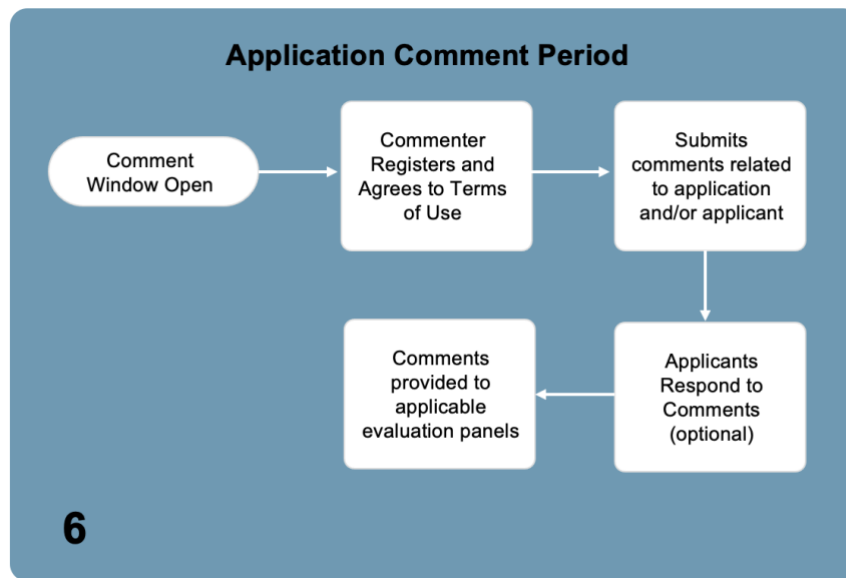 Application Comment Period
Comment
Window Open
Commenter
Registers and
Agrees to Terms
of Use
Submits
comments related
to application
and/or applicant
Applicants
Respond to
Comments
(optional)
Comments
provided to
applicable
evaluation panels
6